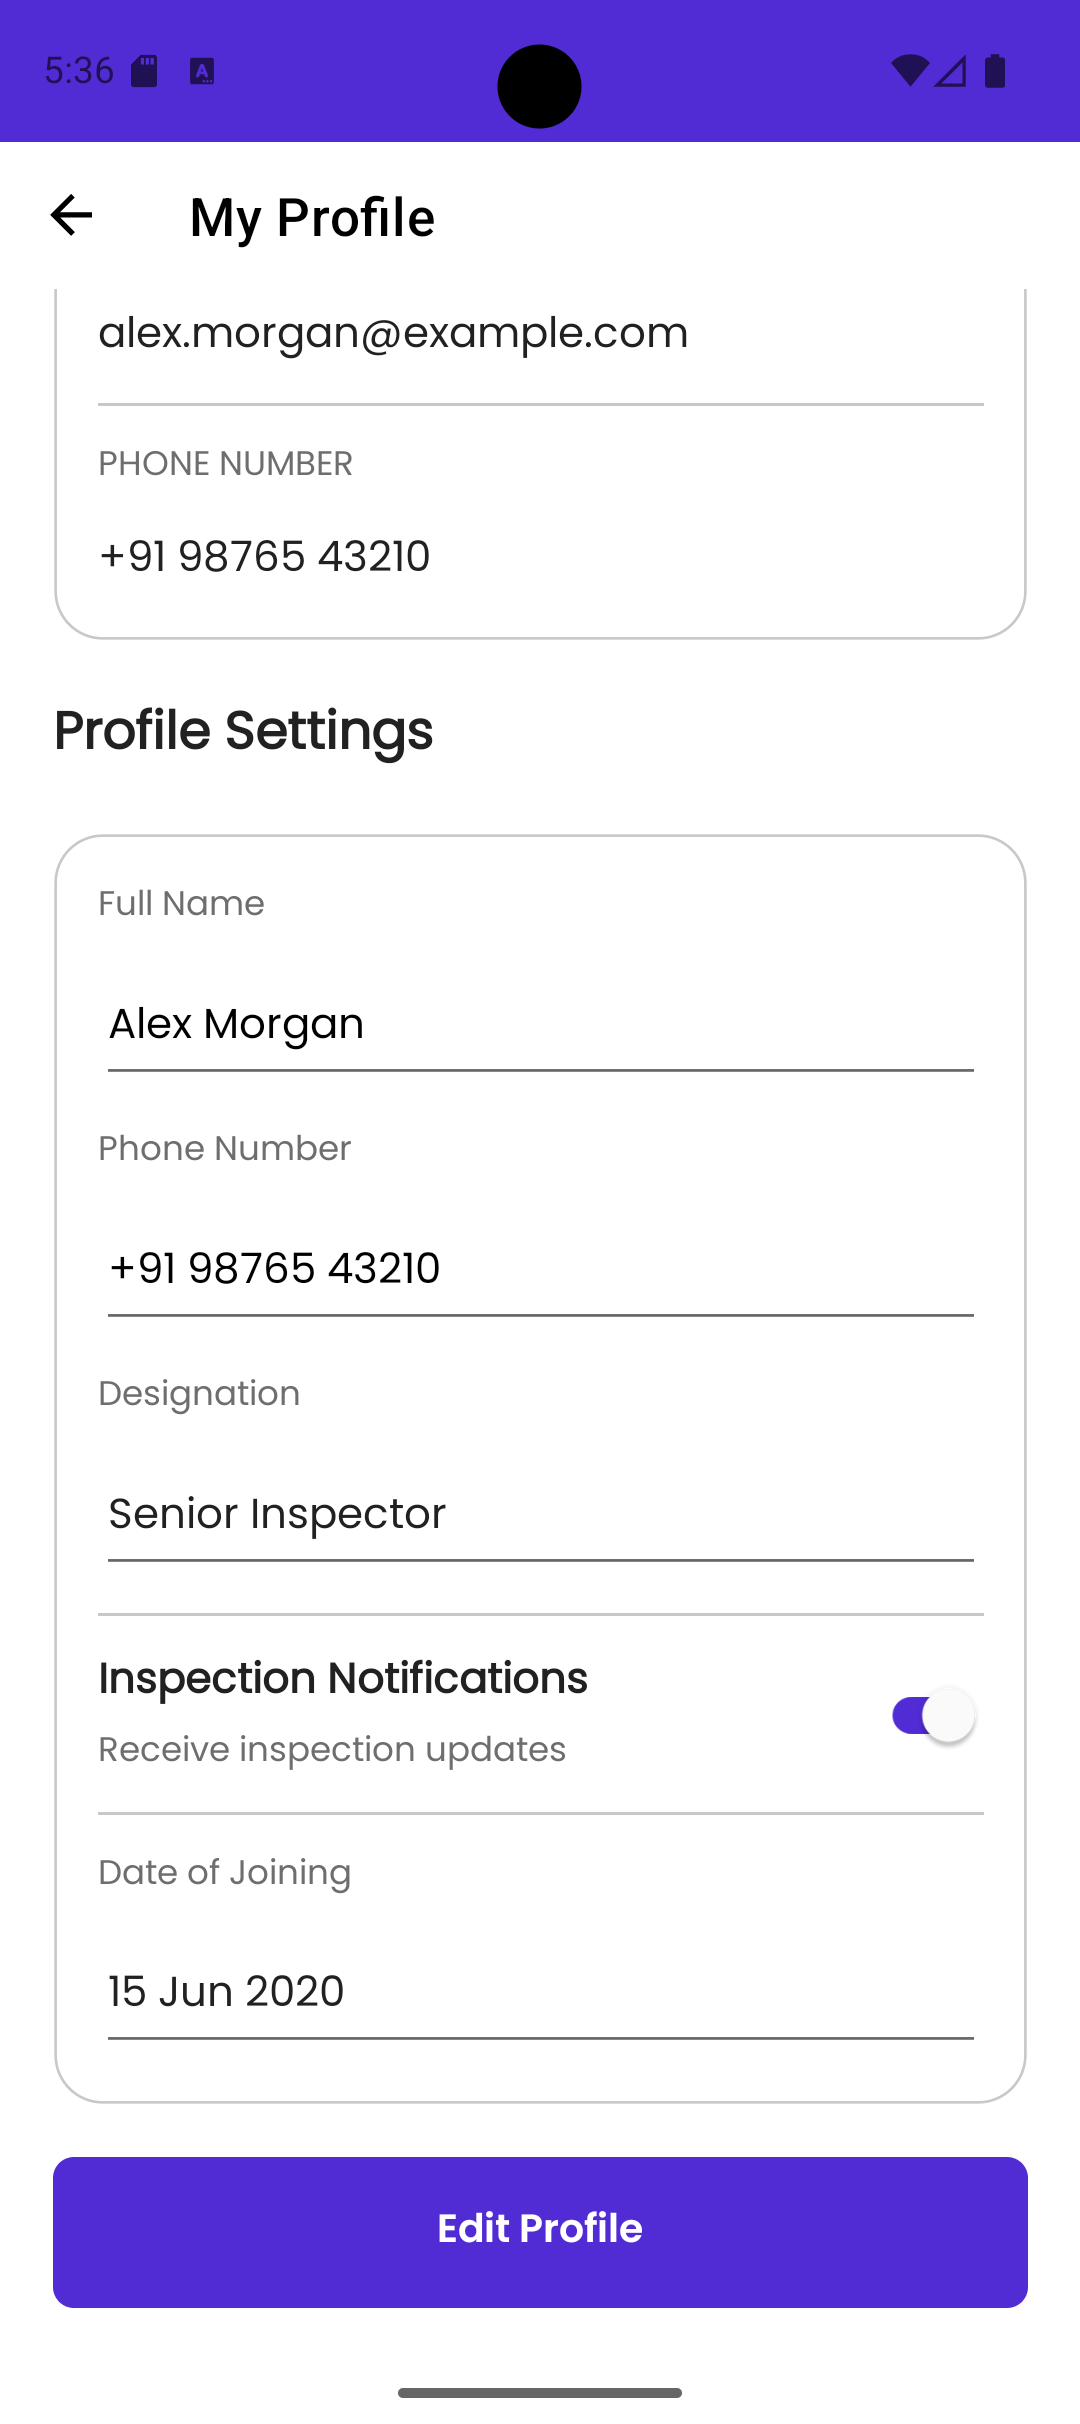 5:36
My Profile
alex.morgan@example.com
PHONE NUMBER
+91 98765 43210
Profile Settings
Full Name
Alex Morgan
Phone Number
+91 98765 43210
Designation
Senior Inspector
Inspection Notifications
Receive inspection updates
Date of Joining
15 Jun 2020
Edit Profile